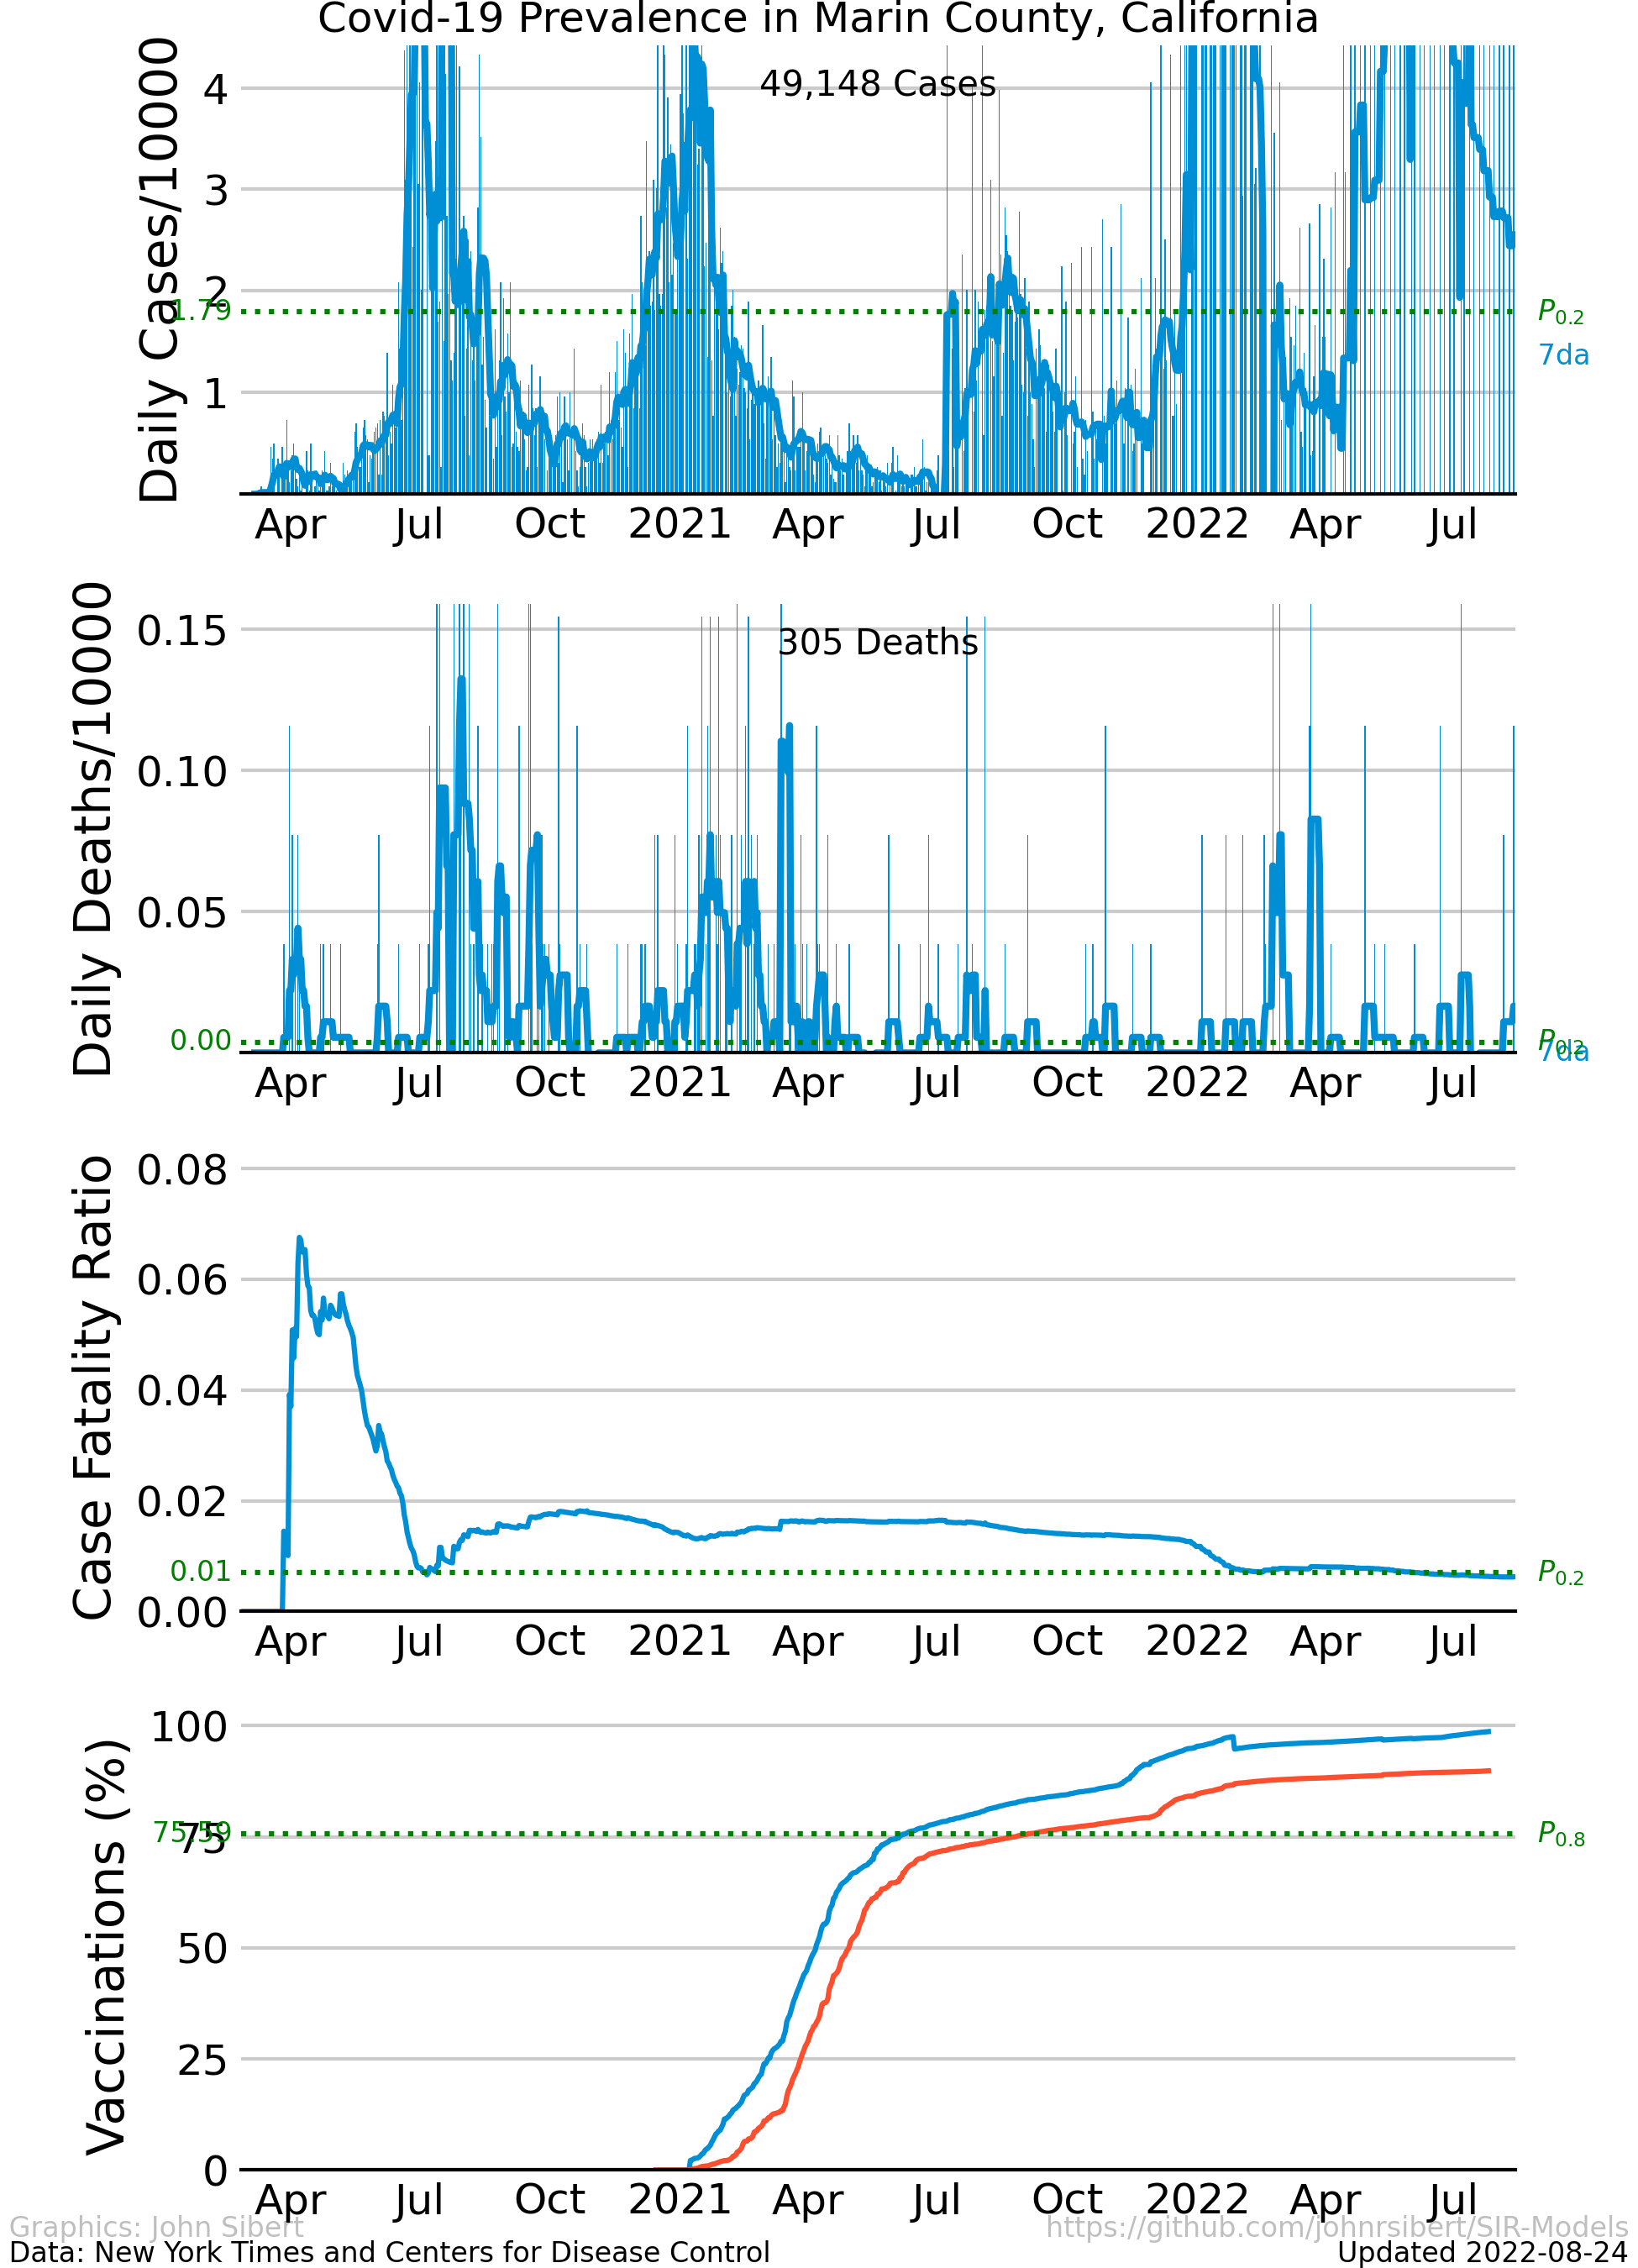 Covid-19 Prevalence in Marin County, California
Daily Cases/10000
4
3
2
1
1.79
49,148 Cases
P0.2
7da
Apr Jul Oct 2021 Apr Jul Oct 2022 Apr Jul
Daily Deaths/10000
0.15
0.10
0.05
0.00
305 Deaths
P0.2
7da
Apr Jul Oct 2021 Apr Jul Oct 2022 Apr Jul
Case Fatality Ratio
0.08
0.06
0.04
0.02
0.01
0.00
P0.2
Apr Jul Oct 2021 Apr Jul Oct 2022 Apr Jul
Vaccinations (%)
100
75
75.59
50
25
0
P0.8
Apr Jul Oct 2021 Apr Jul Oct 2022 Apr Jul
Graphics: John Sibert
https://github.com/johnrsibert/SIR-Models
Data: New York Times and Centers for Disease Control
Updated 2022-08-24